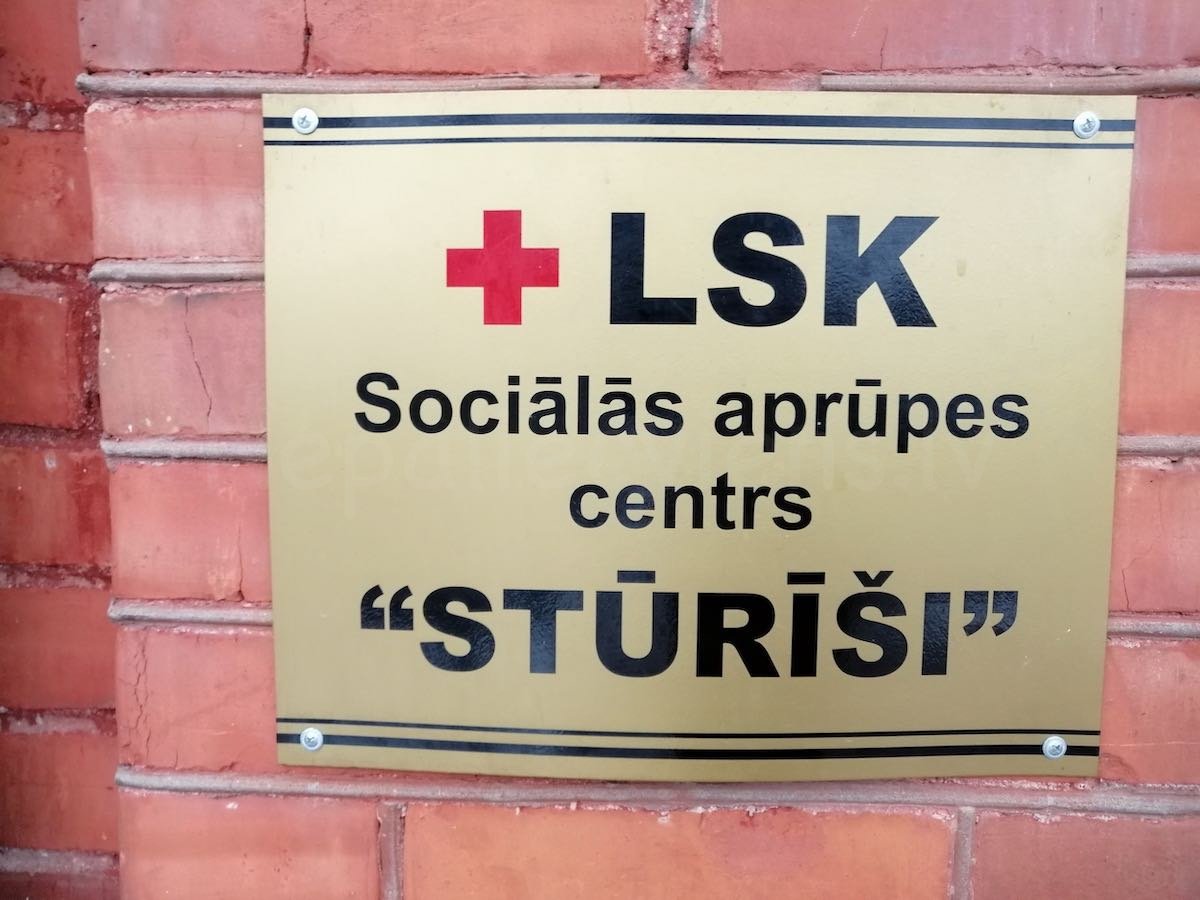 LSK
Sociālās aprūpes
centrs
“STŪRĪŠI”